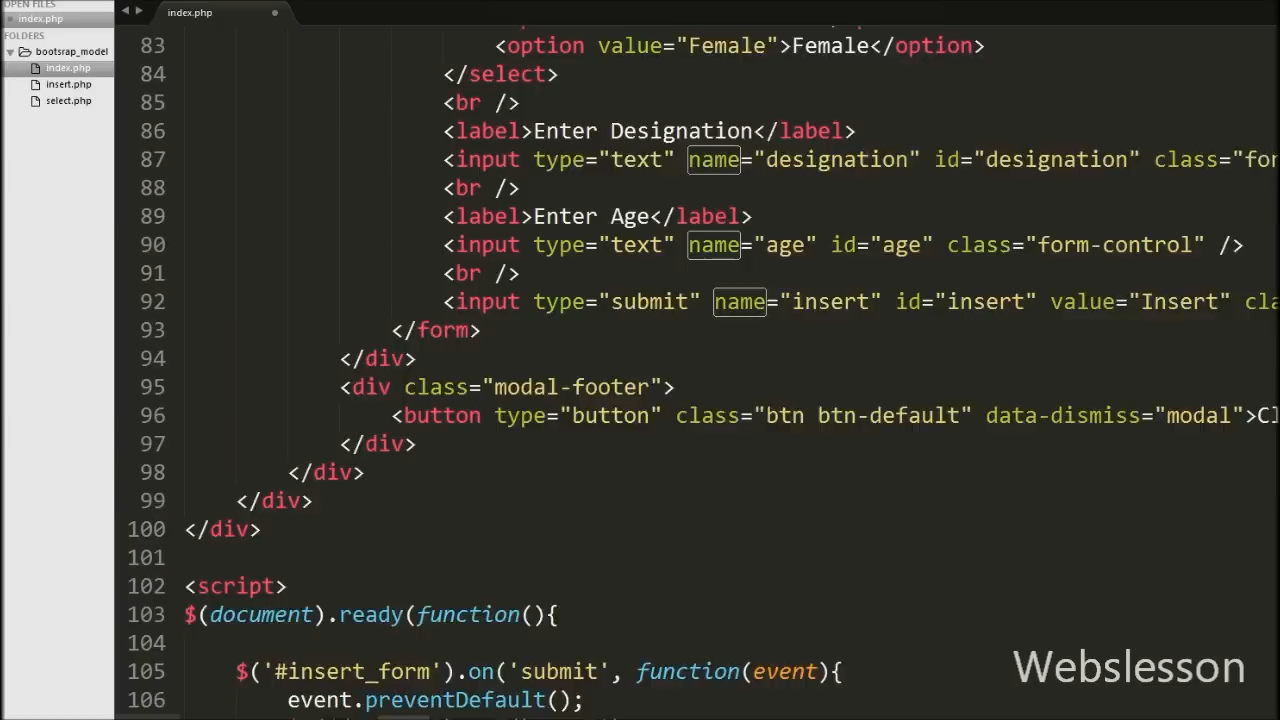 OPEN FILES
index.php
FOLDERS
bootsrap_model
index.php
insert.php
select.php
index.php
83 <option value="Female">Female</option>
84 </select>
85 <br />
86 <label>Enter Designation</label>
87 <input type="text" name="designation" id="designation" class="for
88 <br />
89 <label>Enter Age</label>
90 <input type="text" name="age" id="age" class="form-control" />
91 <br />
92 <input type="submit" name="insert" id="insert" value="Insert" cla
93 </form>
94 </div>
95 <div class="modal-footer">
96 <button type="button" class="btn btn-default" data-dismiss="modal">Cl
97 </div>
98 </div>
99 </div>
100 </div>
101
102 <script>
103 $(document).ready(function(){
104
105 $('#insert_form').on('submit', function(event){
106 event.preventDefault();
Webslesson